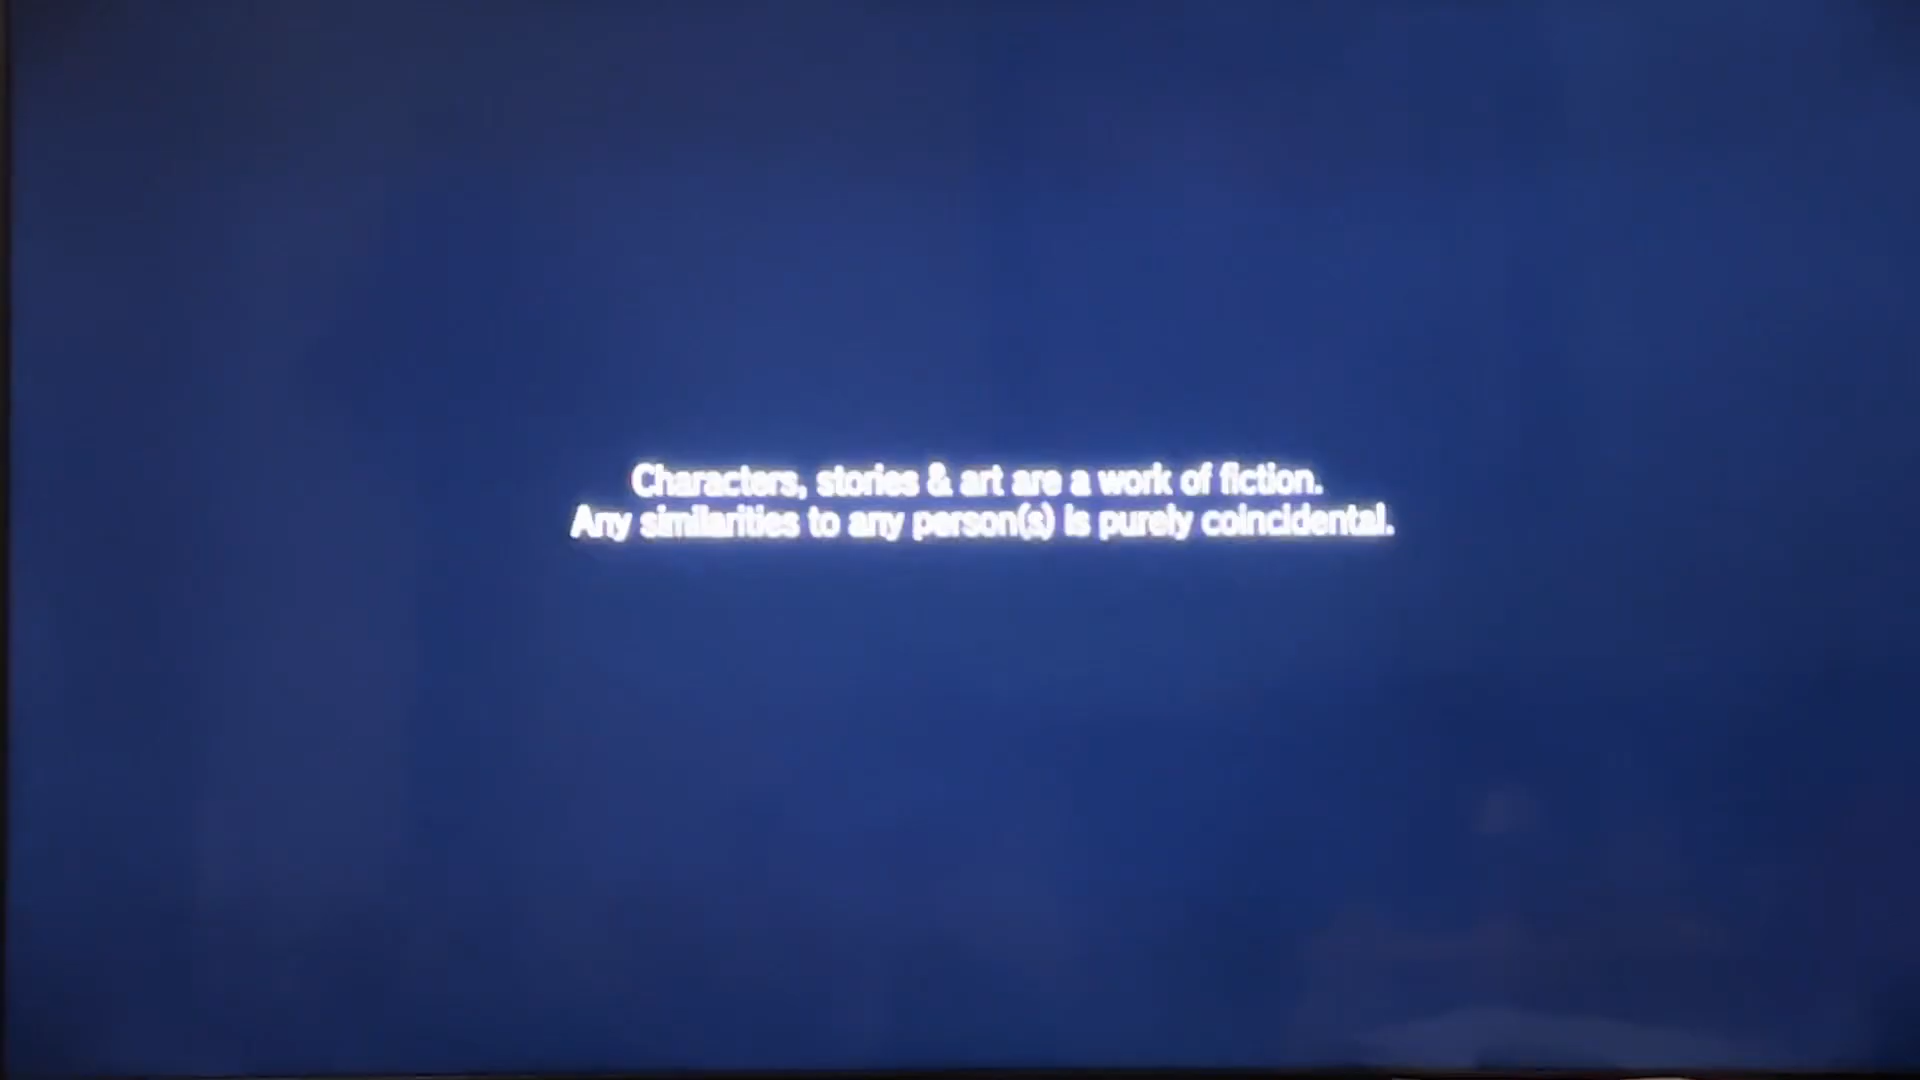 Characters, stories & art are a work of fiction.
Any similarities to any person(s) is purely coincidental.